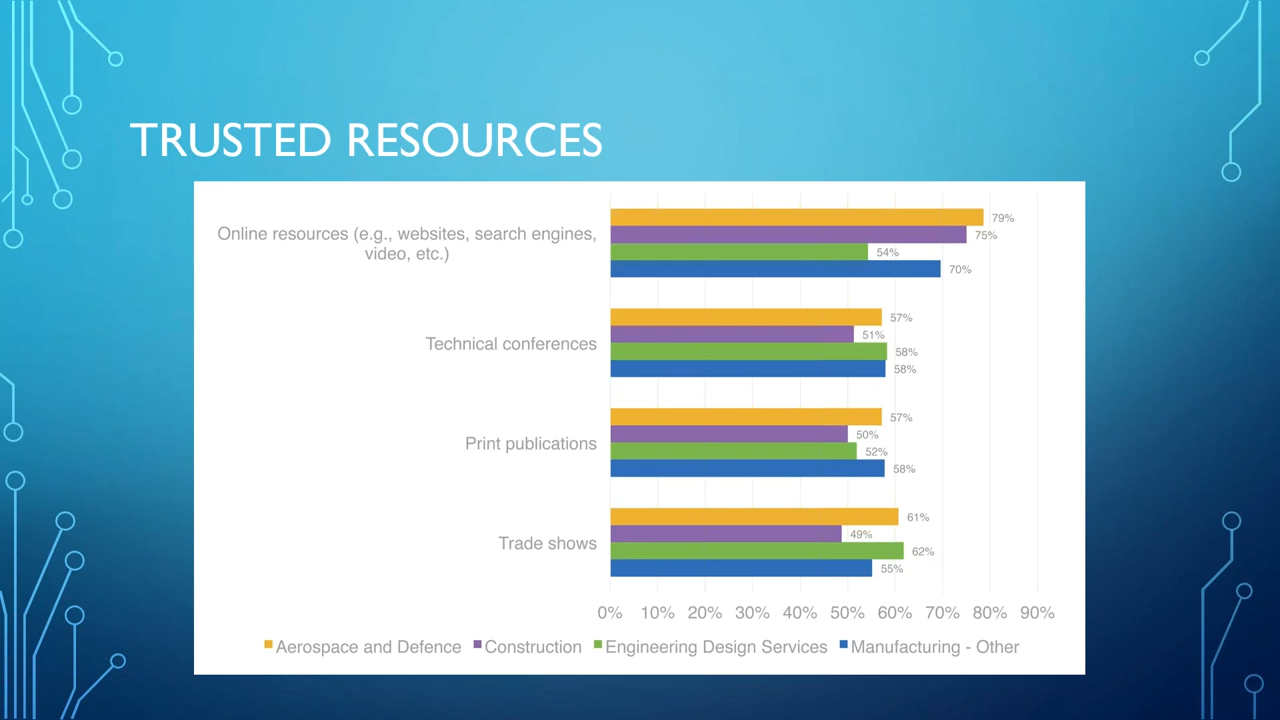 TRUSTED RESOURCES
Online resources (e.g., websites, search engines,
video, etc.)
79%
75%
54%
70%
Technical conferences
57%
51%
58%
58%
Print publications
57%
50%
52%
58%
Trade shows
61%
49%
62%
55%
0% 10% 20% 30% 40% 50% 60% 70% 80% 90%
Aerospace and Defence Construction Engineering Design Services Manufacturing - Other